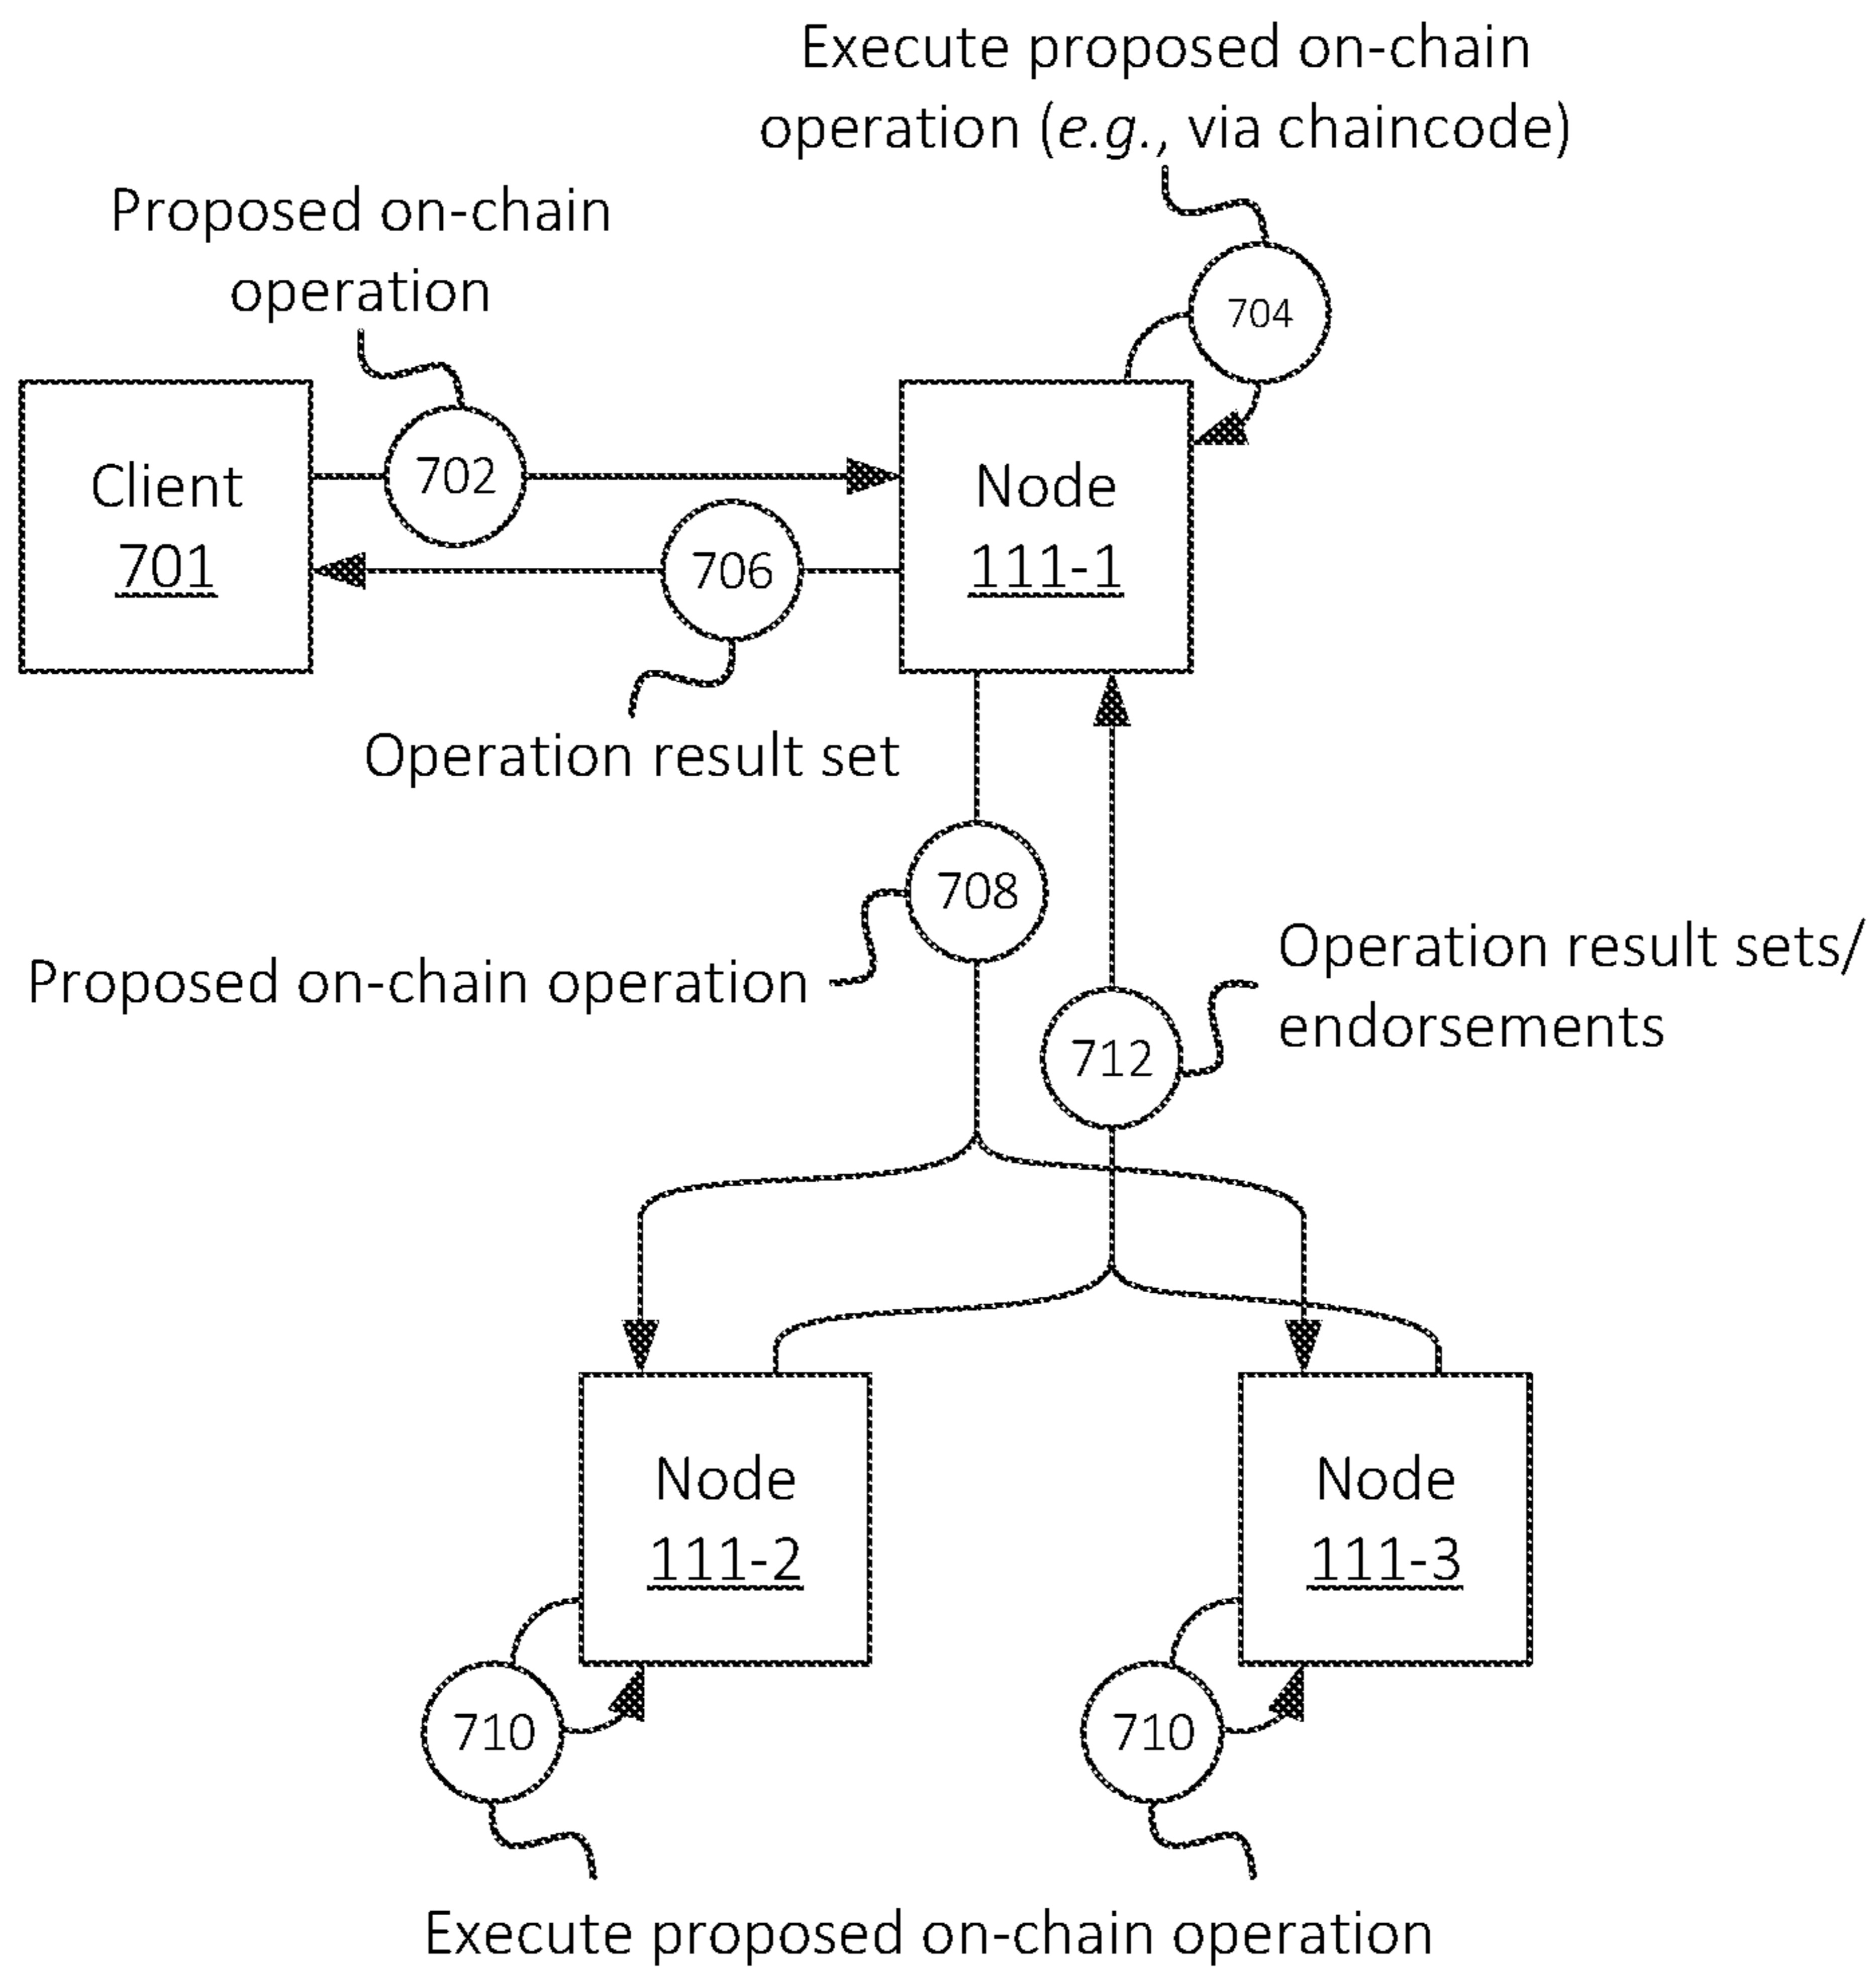 Execute proposed on-chain
operation (e.g., via chaincode)
Proposed on-chain
operation
704
Client
701
702
706
Node
111-1
Operation result set
708
Proposed on-chain operation
Operation result sets/
endorsements
712
Node
111-2
Node
111-3
710
710
Execute proposed on-chain operation